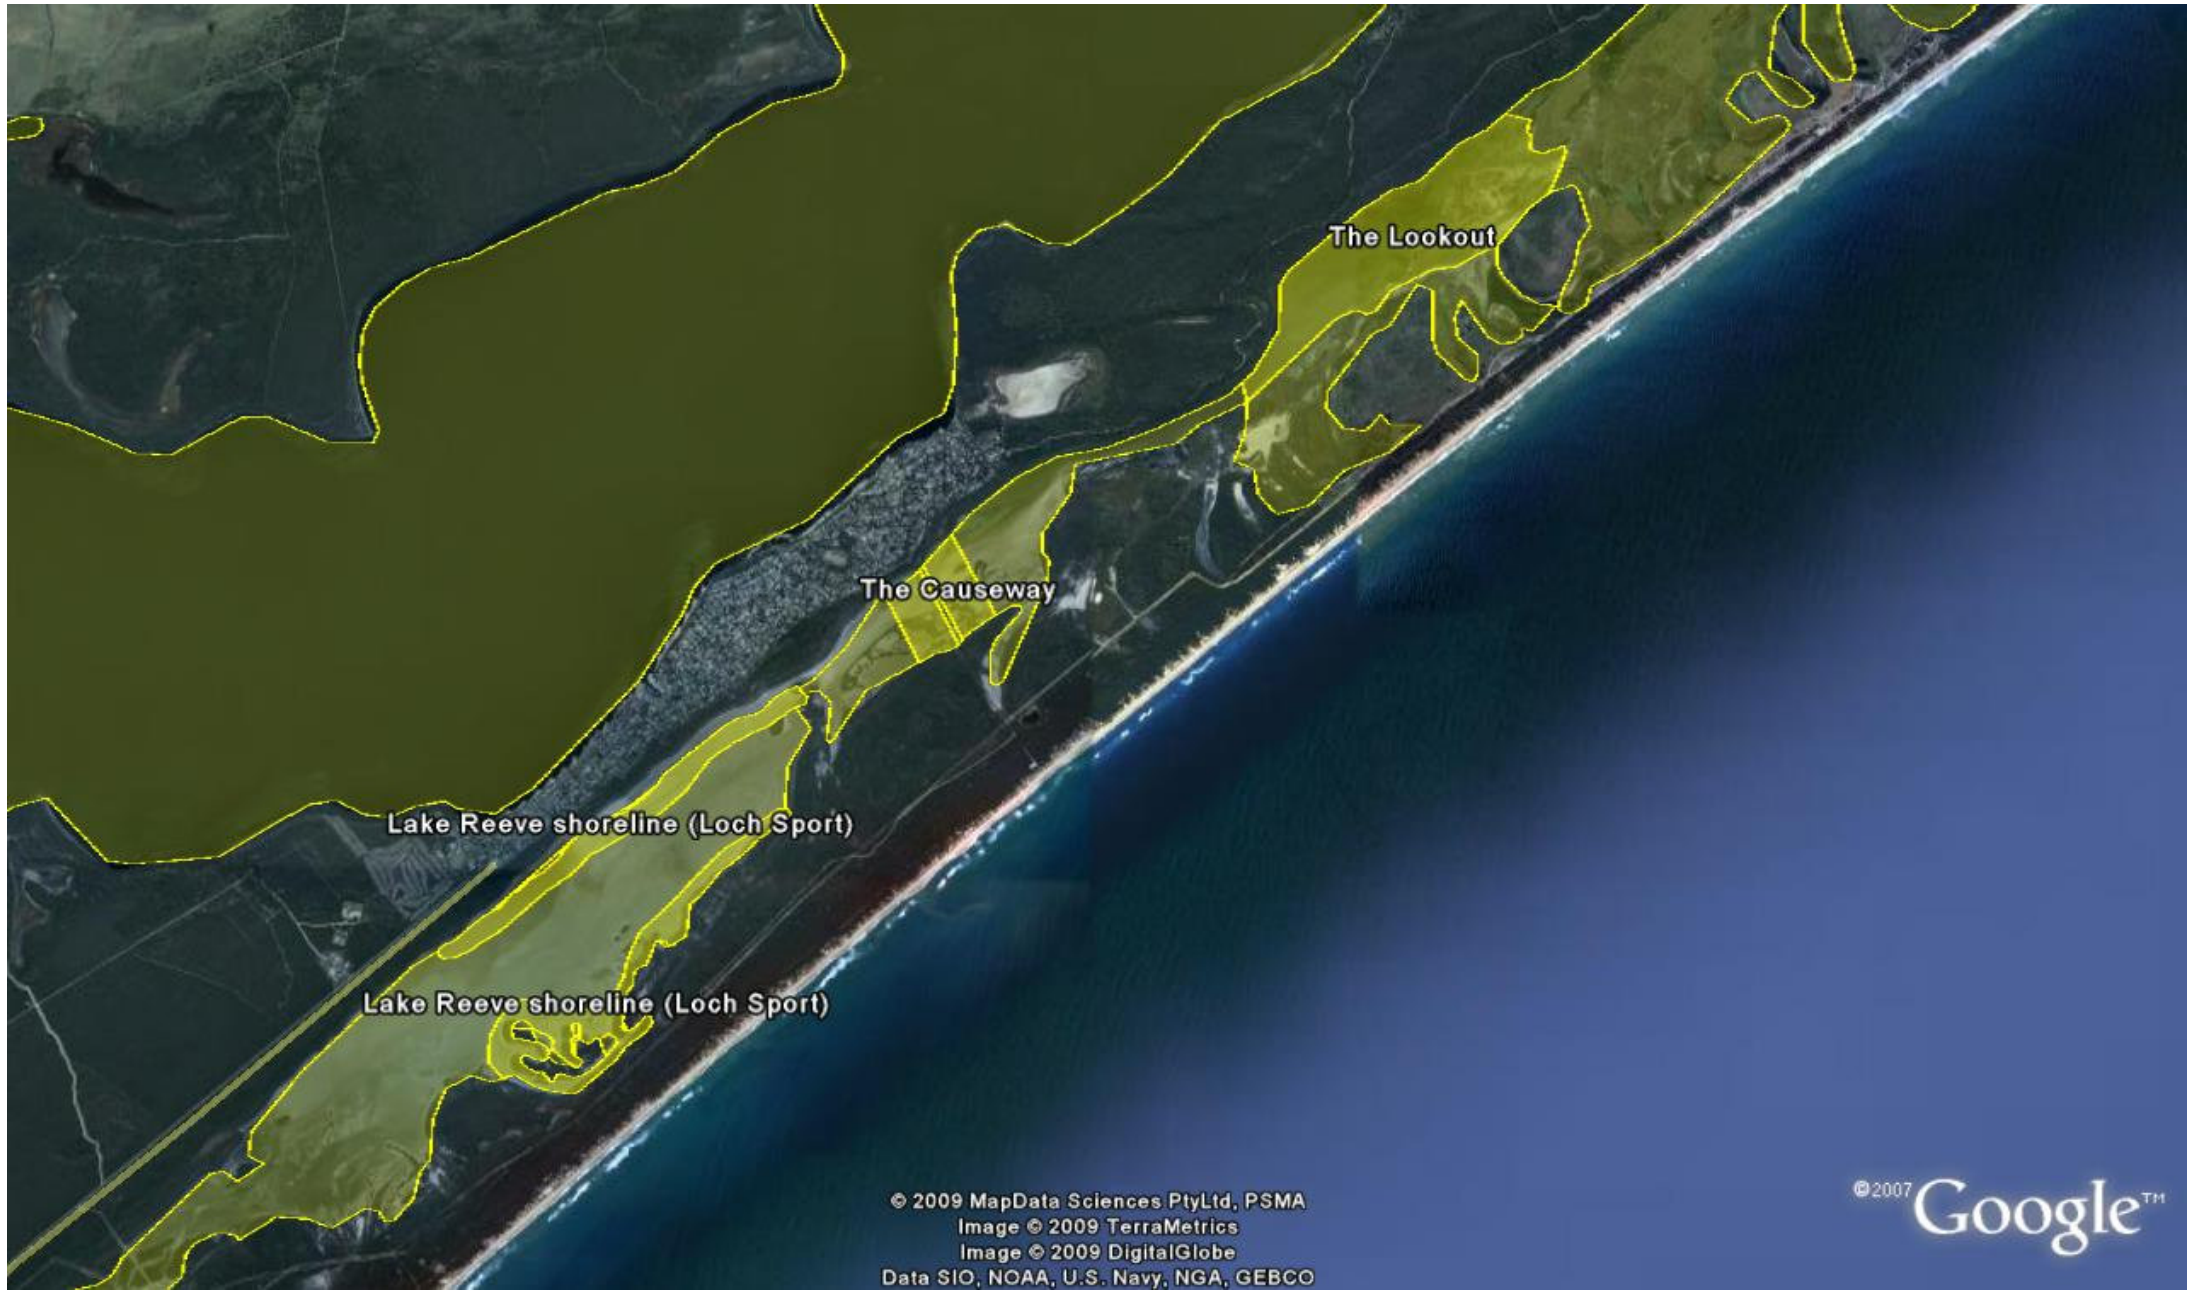 The Lookout
The Causeway
Lake Reeve shoreline (Loch Sport)
Lake Reeve shoreline (Loch Sport)
©2007 Google™
© 2009 MapData Sciences PtyLtd, PSMA
Image © 2009 TerraMetrics
Image © 2009 DigitalGlobe
Data SIO, NOAA, U.S. Navy, NGA, GEBCO